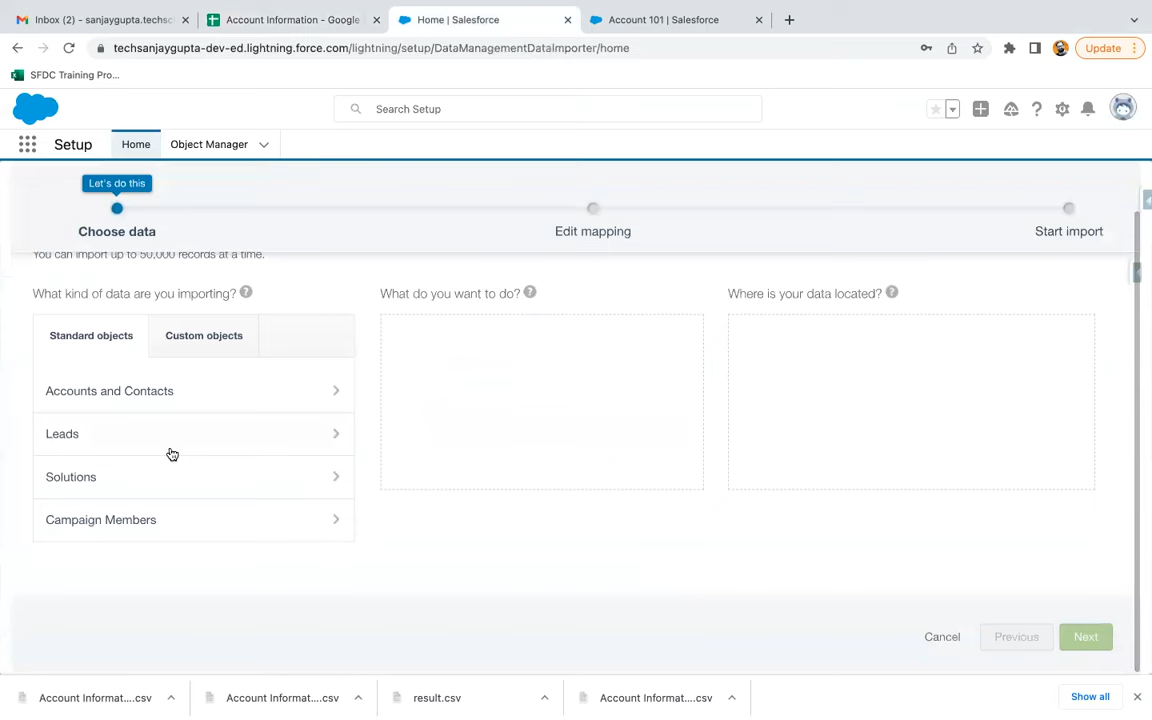 Inbox (2) - sanjaygupta.techsc
Account Information - Google
Home | Salesforce
Account 101 | Salesforce
techsanjaygupta-dev-ed.lightning.force.com/lightning/setup/DataManagementDataImporter/home
Update
SFDC Training Pro...
Search Setup
Setup
Home
Object Manager
Let's do this
Choose data
Edit mapping
Start import
You can import up to 50,000 records at a time.
What kind of data are you importing? ?
What do you want to do? ?
Where is your data located? ?
Standard objects
Custom objects
Accounts and Contacts
Leads
Solutions
Campaign Members
Cancel
Previous
Next
Account Informat....csv
Account Informat....csv
result.csv
Account Informat....csv
Show all